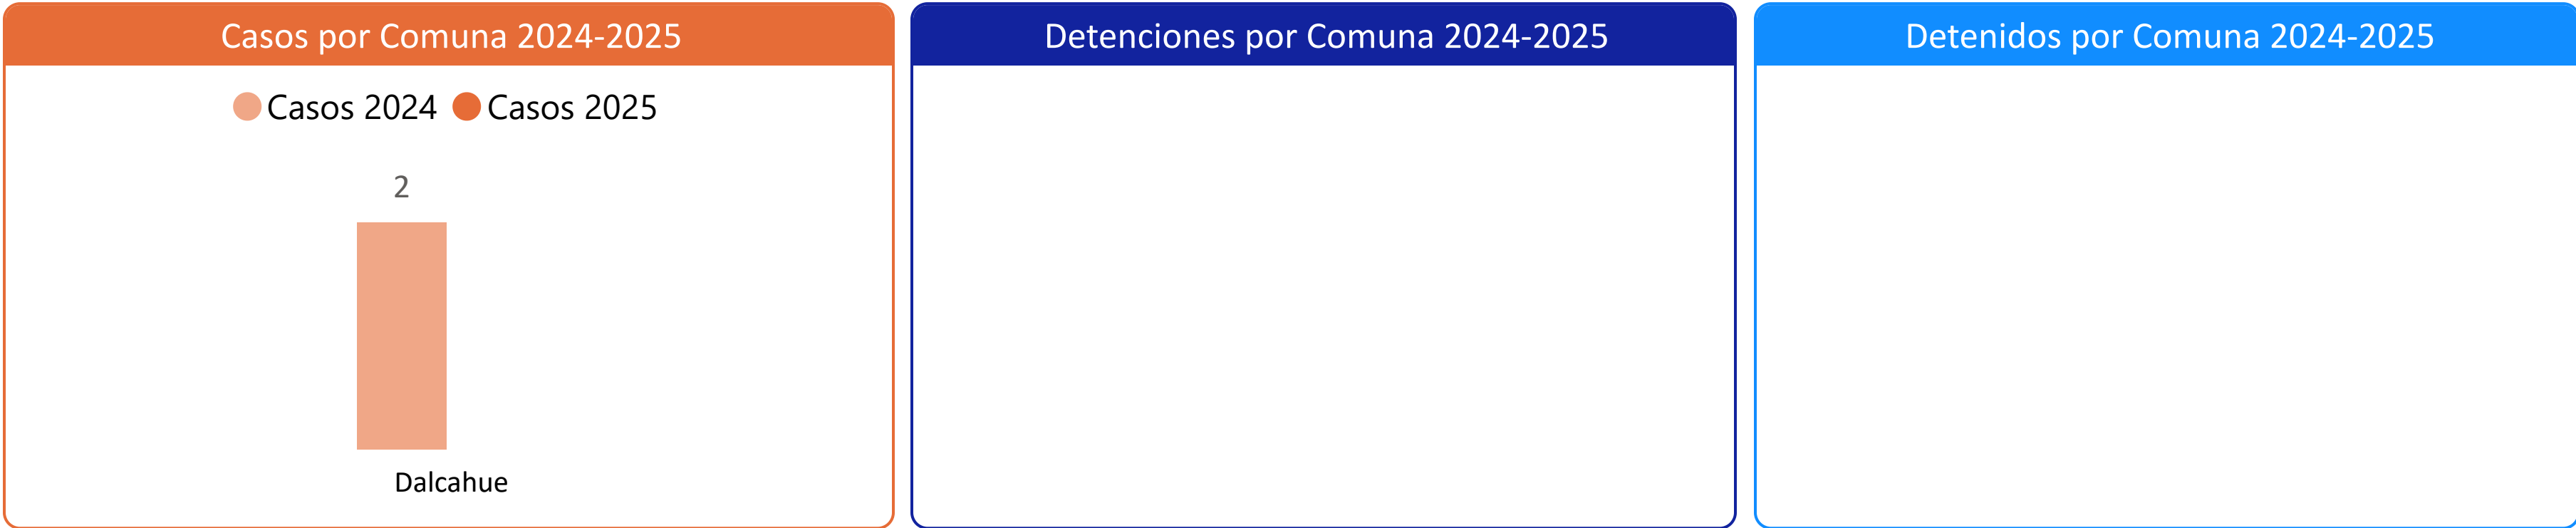 Casos por Comuna 2024-2025
Casos 2024 Casos 2025
2
Dalcahue
Detenciones por Comuna 2024-2025
Detenidos por Comuna 2024-2025